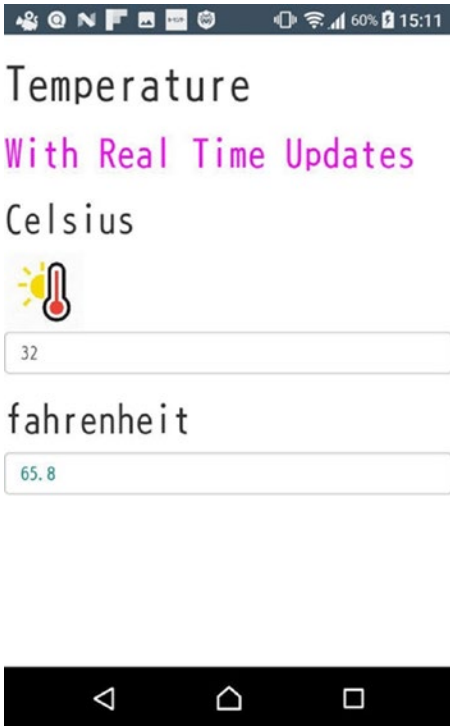 60% 15:11
Temperature
With Real Time Updates
Celsius
32
fahrenheit
65.8